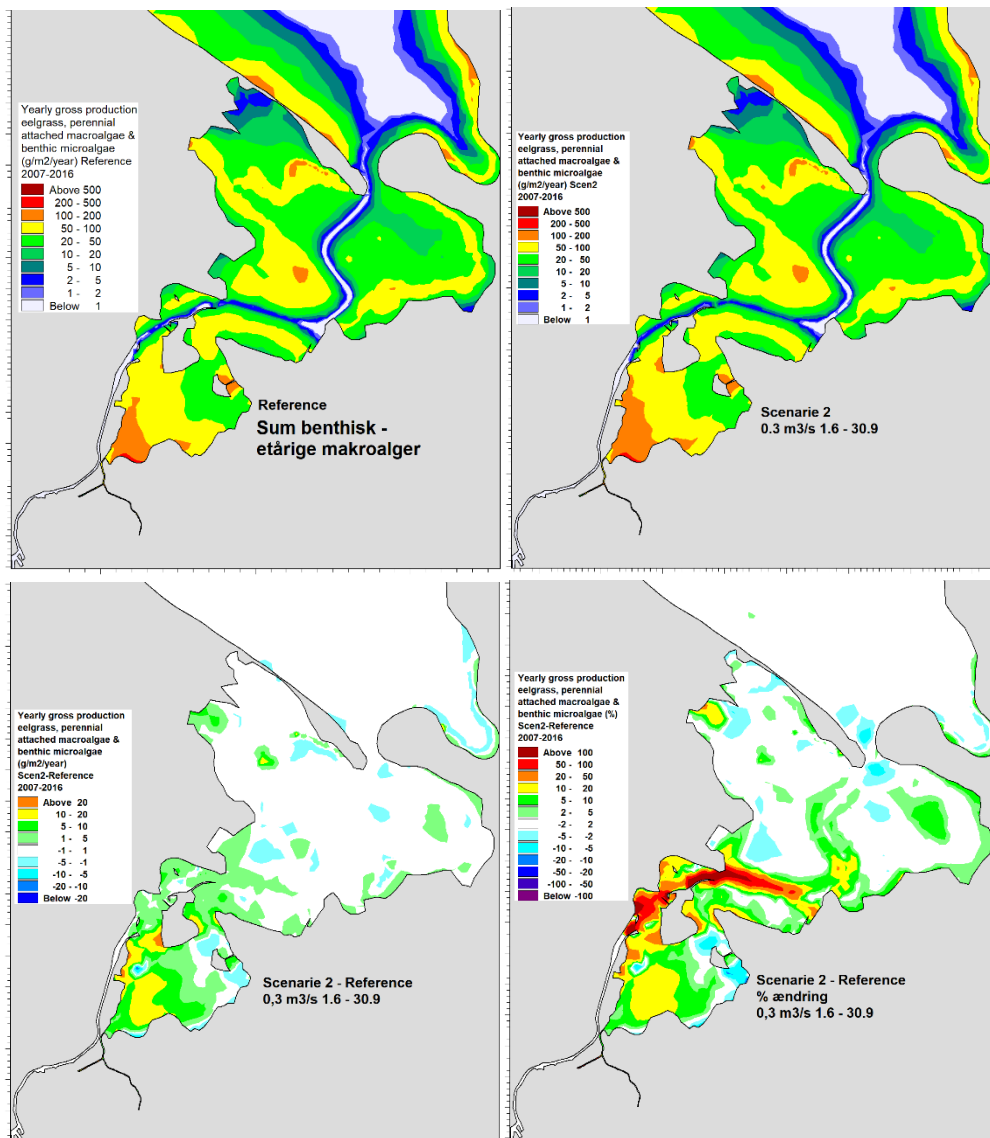 Yearly gross production
eelgrass, perennial
attached macroalgae &
benthic microalgae
(g/m2/year) Reference
2007-2016
Above 500
200 - 500
100 - 200
50 - 100
20 - 50
10 - 20
5 - 10
2 - 5
1 - 2
Below 1
Reference
Sum benthisk -
etårige makroalger
Yearly gross production
eelgrass, perennial
attached macroalgae &
benthic microalgae
(g/m2/year) Scen2
2007-2016
Above 500
200 - 500
100 - 200
50 - 100
20 - 50
10 - 20
5 - 10
2 - 5
1 - 2
Below 1
Scenarie 2
0.3 m3/s 1.6 - 30.9
Yearly gross production
eelgrass, perennial
attached macroalgae &
benthic microalgae
(g/m2/year)
Scen2-Reference
2007-2016
Above 20
10 - 20
5 - 10
1 - 5
-1 - 1
-5 - -1
-10 - -5
-20 - -10
Below -20
Scenarie 2 - Reference
0,3 m3/s 1.6 - 30.9
Yearly gross production
eelgrass, perennial
attached macroalgae &
benthic microalgae (%)
Scen2-Reference
2007-2016
Above 100
50 - 100
20 - 50
10 - 20
5 - 10
2 - 5
-2 - 2
-5 - -2
-10 - -5
-20 - -10
-50 - -20
-100 - -50
Below -100
Scenarie 2 - Reference
% ændring
0,3 m3/s 1.6 - 30.9